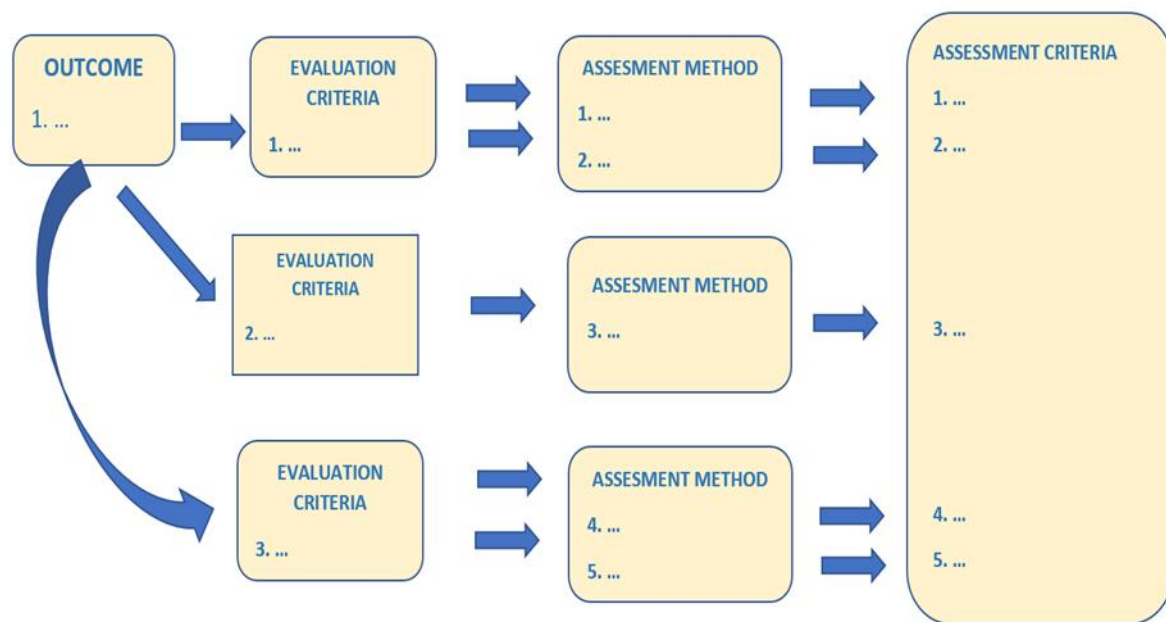 OUTCOME
1. ...
EVALUATION
CRITERIA
1. ...
ASSESMENT METHOD
1. ...
2. ...
EVALUATION
CRITERIA
2. ...
ASSESMENT METHOD
3. ...
EVALUATION
CRITERIA
3. ...
ASSESMENT METHOD
4. ...
5. ...
ASSESSMENT CRITERIA
1. ...
2. ...
3. ...
4. ...
5. ...